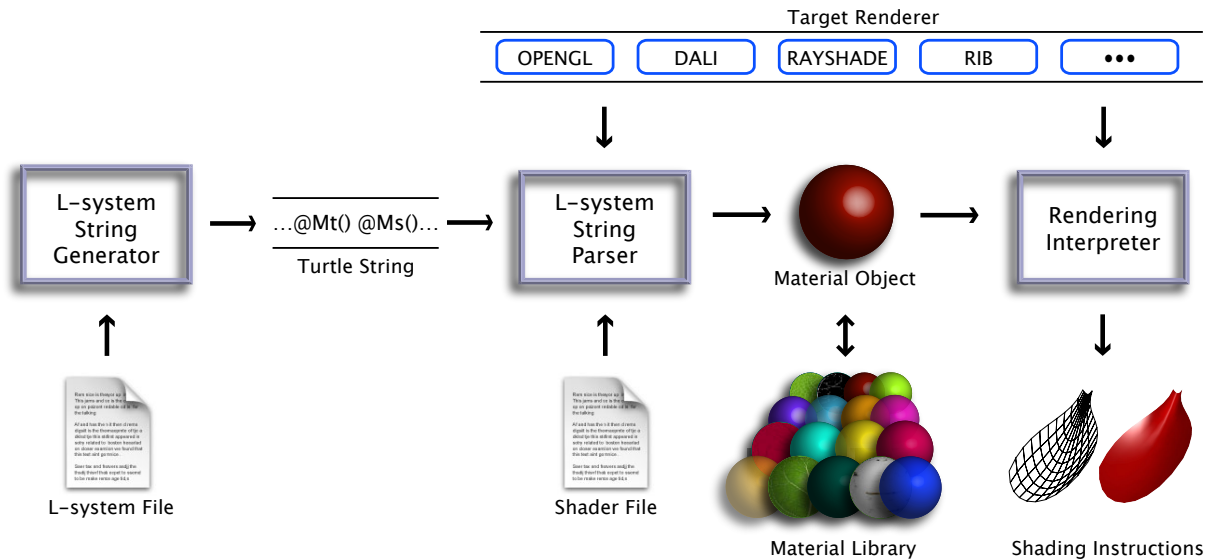 Target Renderer
OPENGL
DALI
RAYSHADE
RIB
•••
L-system
String
Generator
...@Mt() @Ms()...
Turtle String
L-system
String
Parser
Material Object
Rendering
Interpreter
L-system File
Shader File
Material Library
Shading Instructions